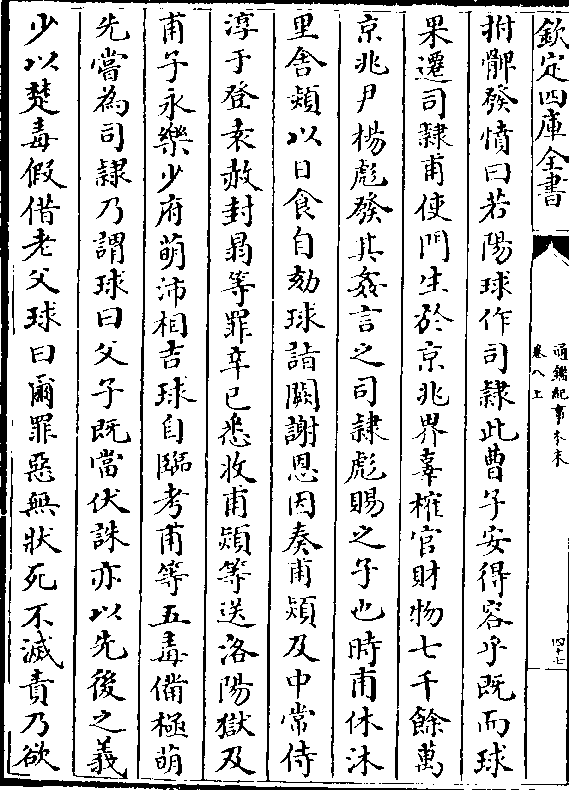 欽定四庫全書
通鑑紀事本末
卷八上
四十七
拊髀發憤曰若陽球作司隸此曹子安得容乎既而球
果遷司隸甫使門生於京兆界辜榷官財物七千餘萬
京兆尹楊彪發其姦言之司隸彪賜之子也時甫休沐
里舍熲以日食自劾球詣闕謝恩因奏甫熲及中常侍
淳于登袁赦封㬱等罪辛巳悉收甫熲等送洛陽獄及
甫子永樂少府萌沛相吉球自臨考甫等五毒備極萌
先嘗為司隸乃謂球曰父子既當伏誅亦以先後之義
少以楚毒假借老父球曰爾罪惡無狀死不滅責乃欲